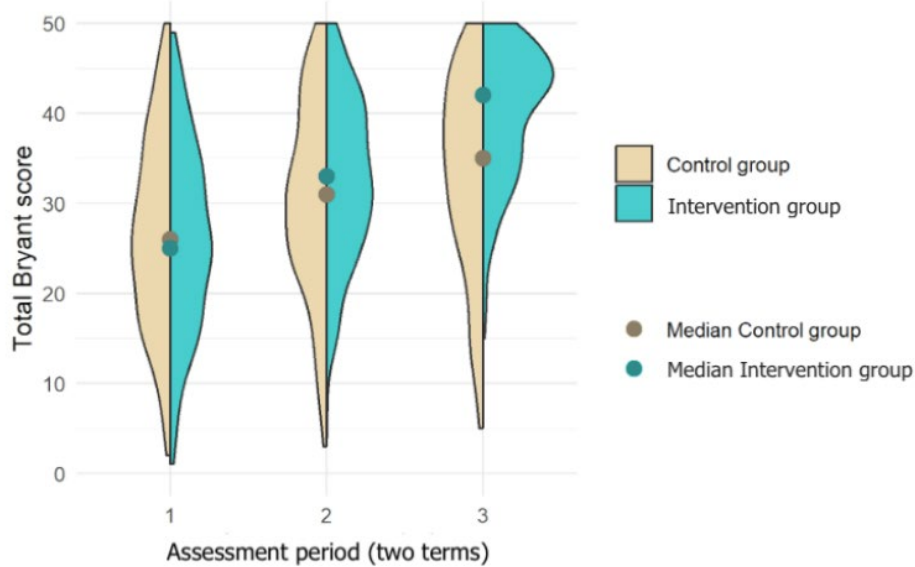 50
40
30
20
10
0
Total Bryant score
1
2
3
Assessment period (two terms)
Control group
Intervention group
Median Control group
Median Intervention group